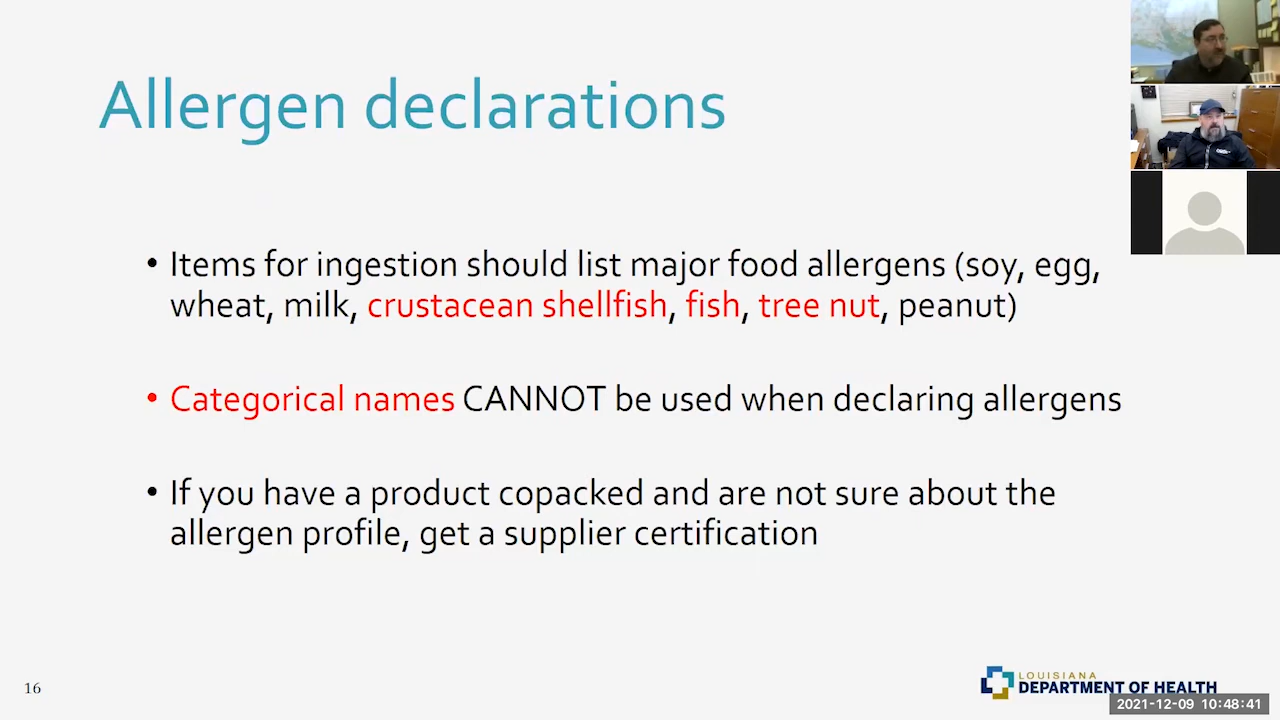 Allergen declarations
• Items for ingestion should list major food allergens (soy, egg,
wheat, milk, crustacean shellfish, fish, tree nut, peanut)
• Categorical names CANNOT be used when declaring allergens
• If you have a product copacked and are not sure about the
allergen profile, get a supplier certification
16
LOUISIANA
DEPARTMENT OF HEALTH
2021-12-09 10:48:41